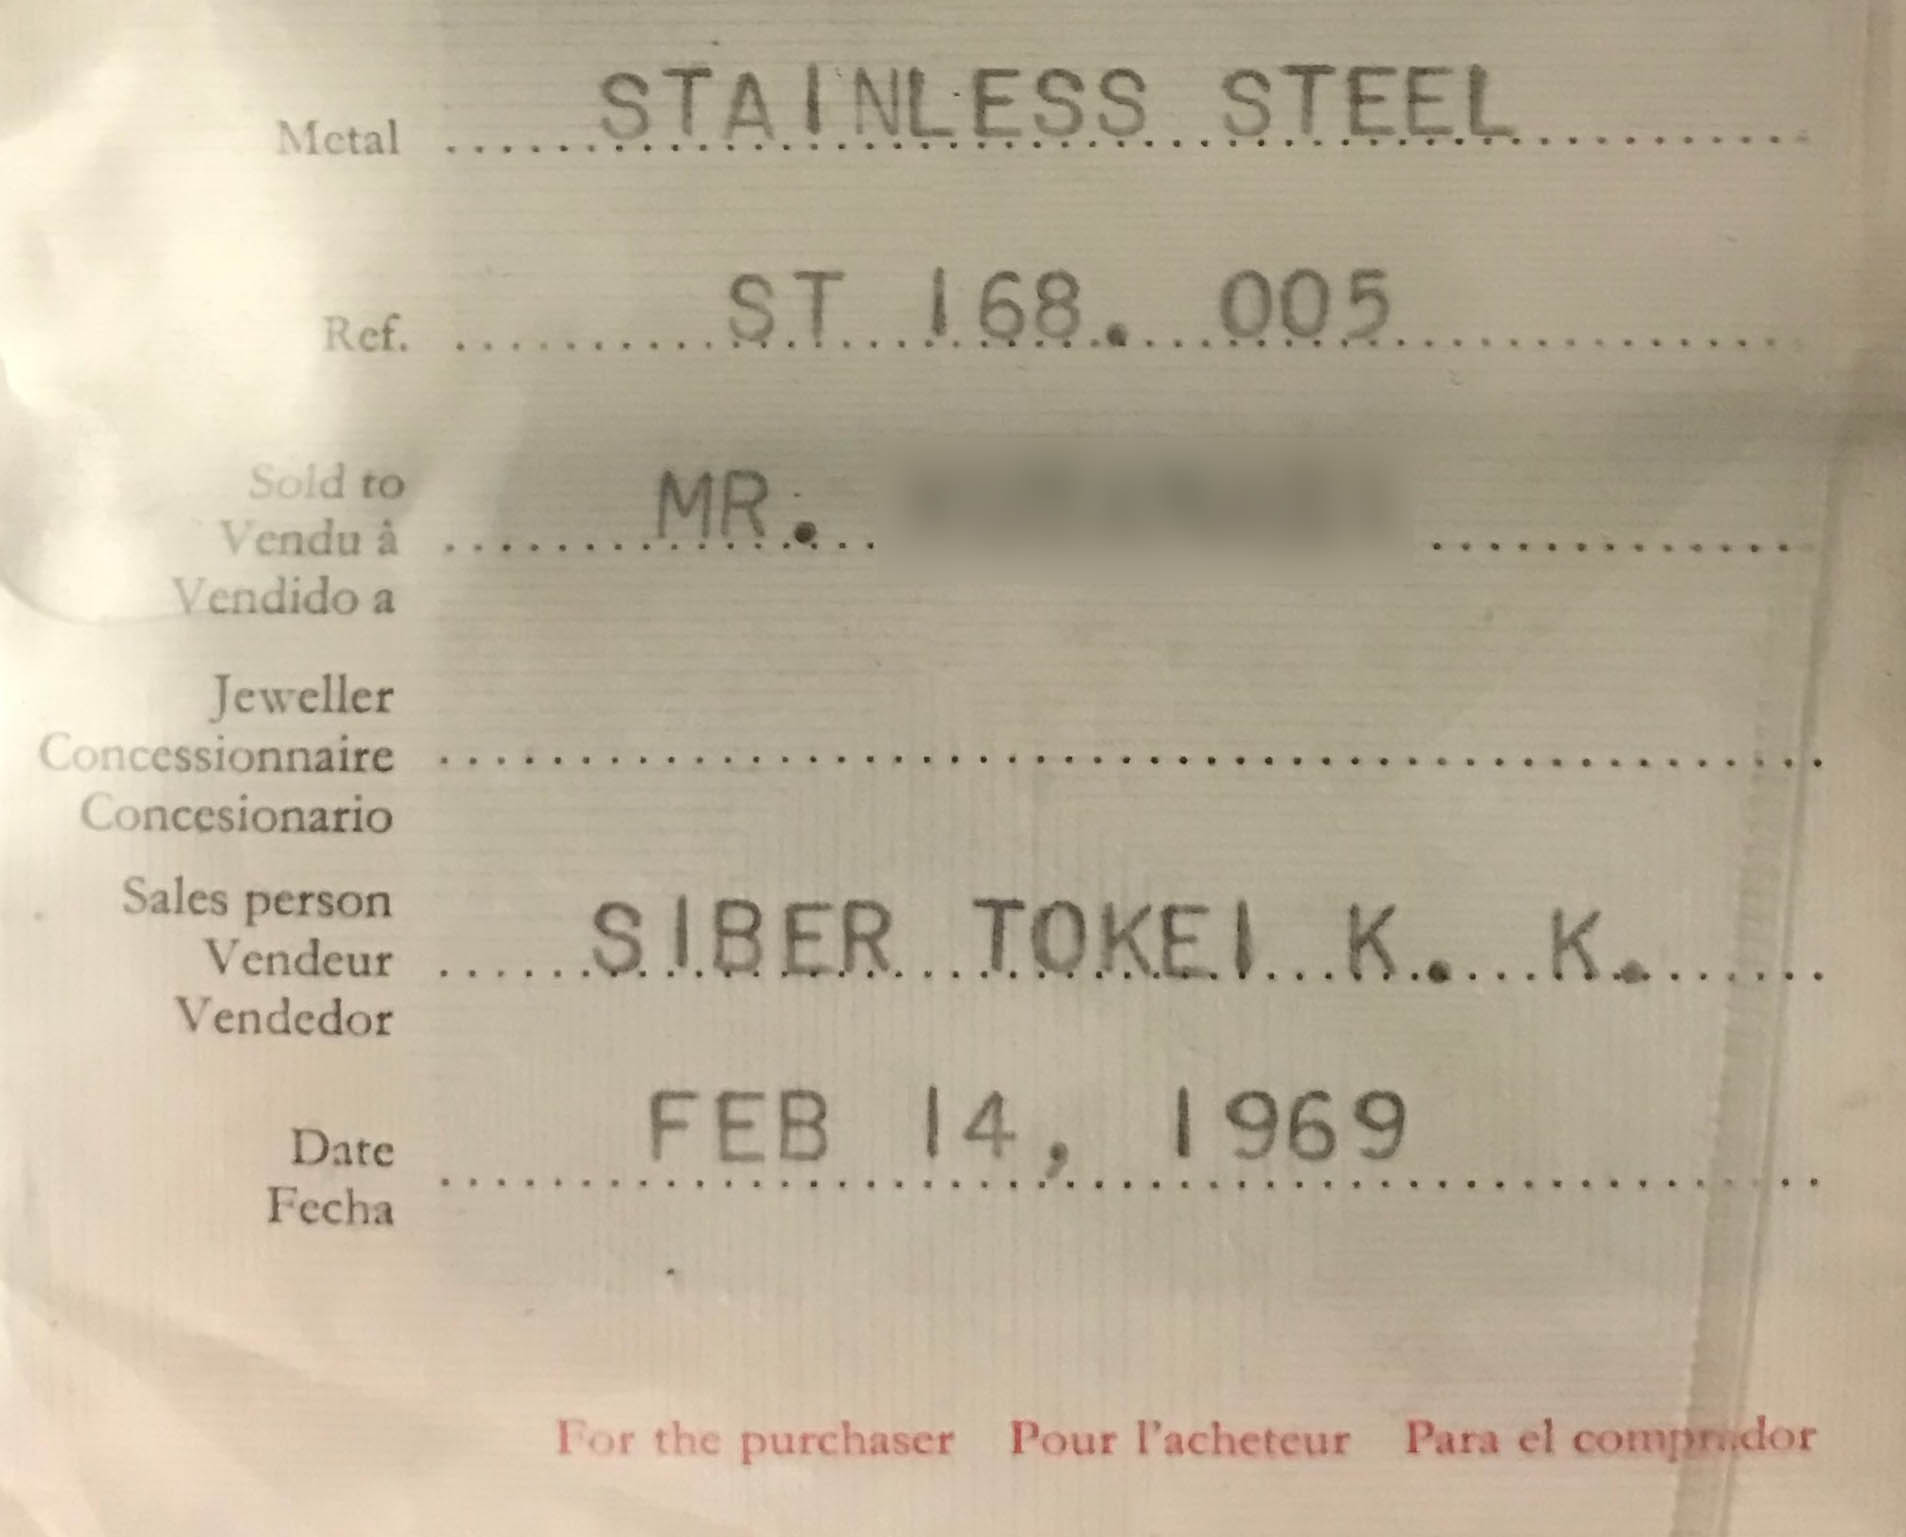 Metal STAINLESS STEEL
Ref. ST 168. 005
Sold to
Vendu à MR.
Vendido a
Jeweller
Concessionnaire
Concesionario
Sales person
Vendeur SIBER TOKEI K. K.
Vendedor
Date FEB 14, 1969
Fecha
For the purchaser Pour l'acheteur Para el comprador